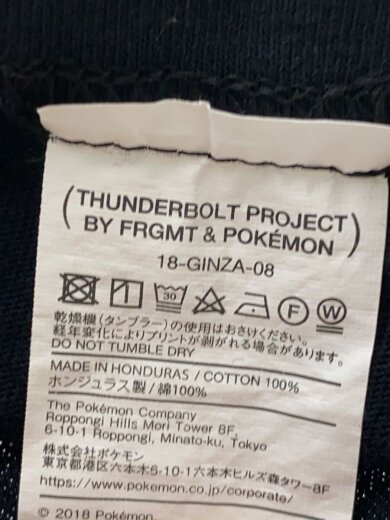 (THUNDERBOLT PROJECT
BY FRGMT & POKÉMON)
18-GINZA-08
30 F W
乾燥機(タンブラー)の使用はおさけください。
経年変化によりプリントが剥がれる場合があります。
DO NOT TUMBLE DRY
MADE IN HONDURAS / COTTON 100%
ホンジュラス製 / 綿100%
The Pokémon Company
Roppongi Hills Mori Tower 8F,
6-10-1 Roppongi, Minato-ku, Tokyo
株式会社ポケモン
東京都港区六本木6-10-1六本木ヒルズ森タワー8F
https://www.pokemon.co.jp/corporate/
© 2018 Pokémon.